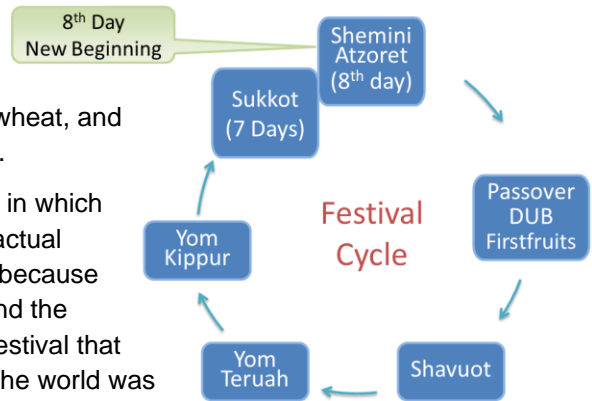 8th Day
New Beginning
Shemini
Atzoret
(8th day)
Sukkot
(7 Days)
Passover
DUB
Firstfruits
Festival
Cycle
Yom
Kippur
Yom
Teruah
Shavuot
wheat, and
.
in which
actual
because
nd the
estival that
he world was